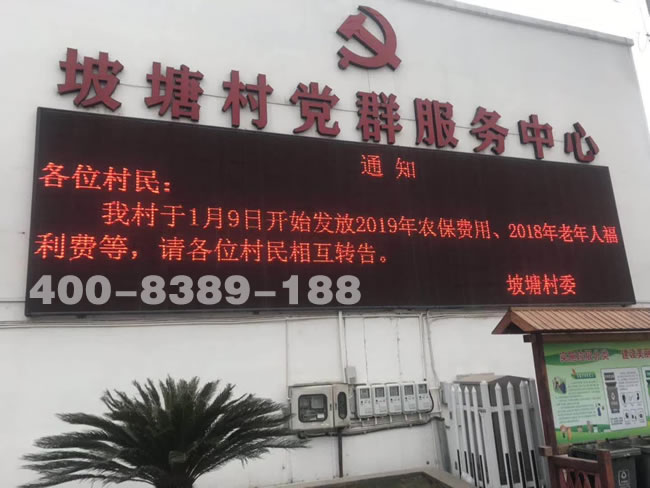 坡塘村党群服务中心
通知
各位村民：
我村于1月9日开始发放2019年农保费用、2018年老年人福
利费等，请各位村民相互转告。
坡塘村委
400-8389-188